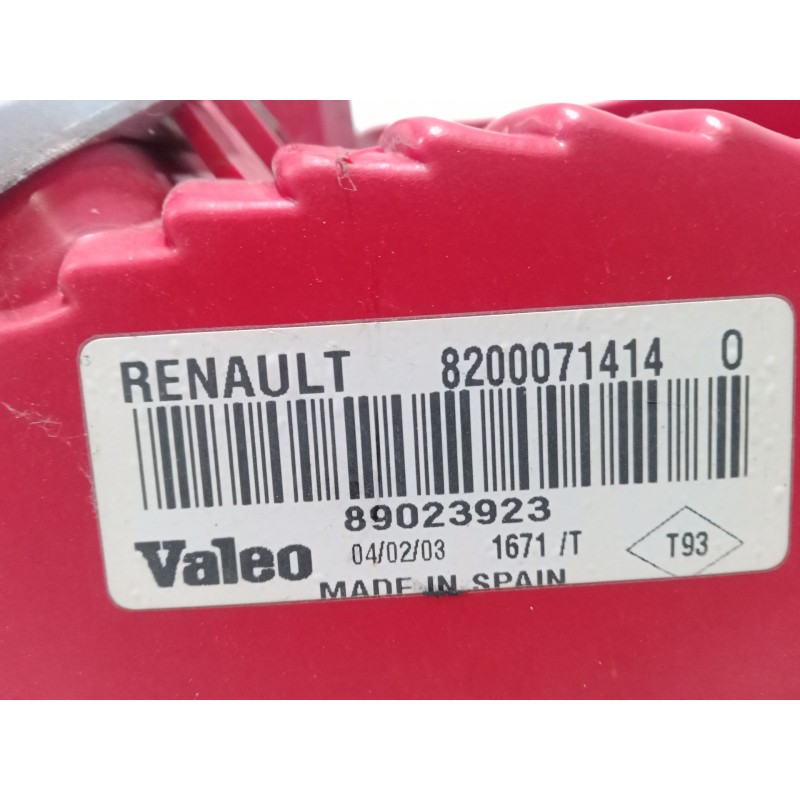 RENAULT 8200071414 0
89023923
Valeo 04/02/03 1671 /T T93
MADE IN SPAIN